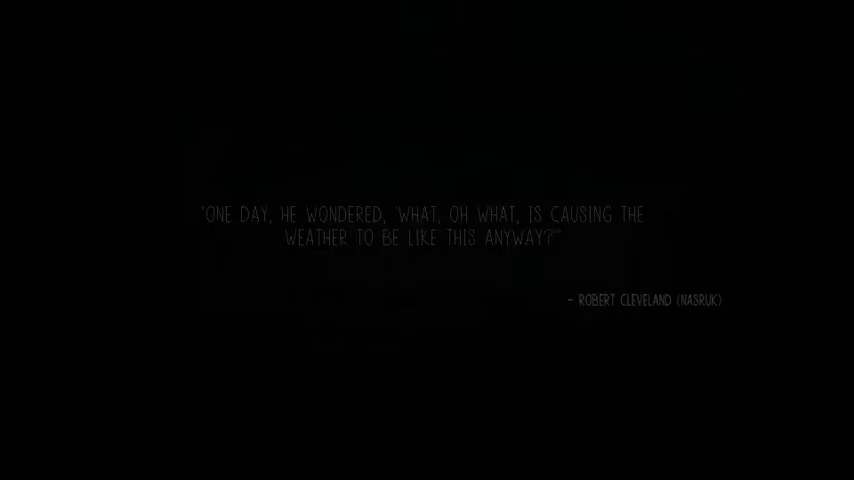 "ONE DAY, HE WONDERED, 'WHAT, OH WHAT, IS CAUSING THE
WEATHER TO BE LIKE THIS ANYWAY?'"
- ROBERT CLEVELAND (NASRUK)